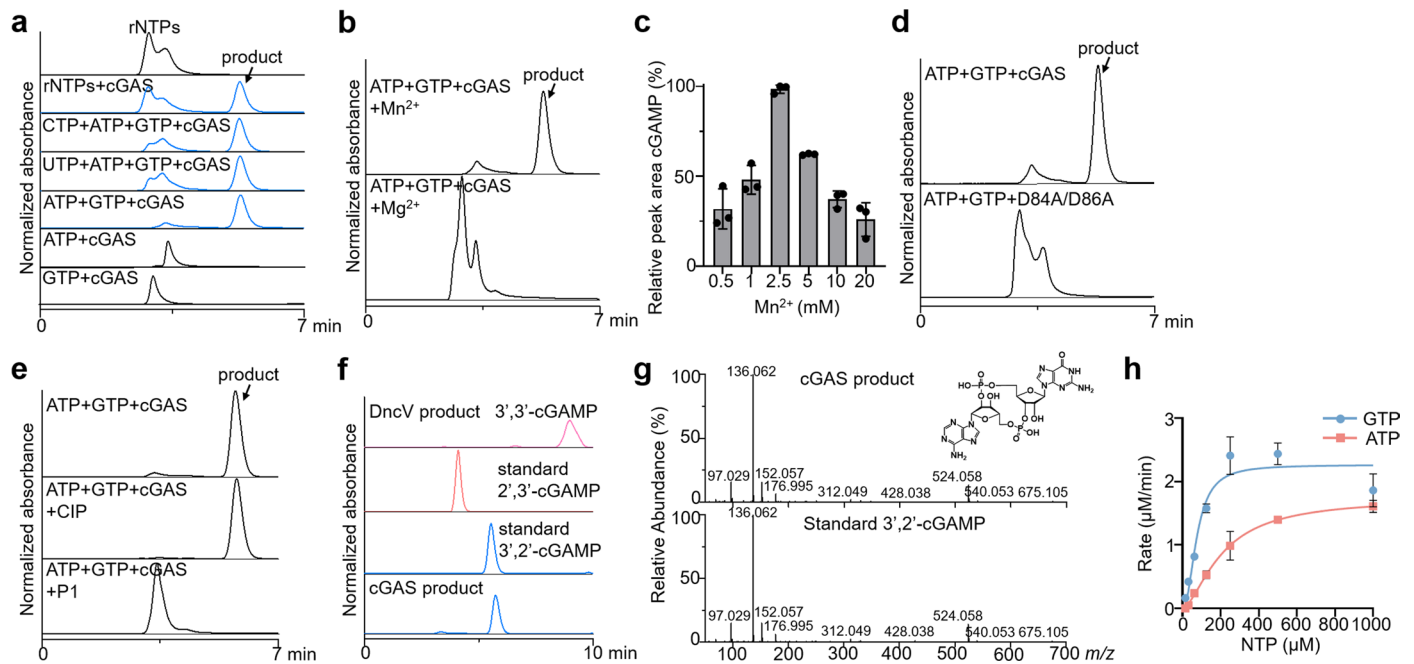 a
rNTPs
product
rNTPs+cGAS
CTP+ATP+GTP+cGAS
UTP+ATP+GTP+cGAS
ATP+GTP+cGAS
ATP+cGAS
GTP+cGAS
Normalized absorbance
0
7 min
b
ATP+GTP+cGAS
+Mn²⁺
product
ATP+GTP+cGAS
+Mg²⁺
Normalized absorbance
0
7 min
c
Relative peak area cGAMP (%)
100
50
0
0.5 1 2.5 5 10 20
Mn²⁺ (mM)
d
product
ATP+GTP+cGAS
ATP+GTP+D84A/D86A
Normalized absorbance
0
7 min
e
product
ATP+GTP+cGAS
ATP+GTP+cGAS
+CIP
ATP+GTP+cGAS
+P1
Normalized absorbance
0
7 min
f
DncV product 3',3'-cGAMP
standard
2',3'-cGAMP
standard
3',2'-cGAMP
cGAS product
Normalized absorbance
0
10 min
g
Relative Abundance (%)
100
50
0
136.062
cGAS product
97.029
152.057
176.995
312.049
428.038
524.058
540.053
675.105
O
N
NH
N
N
NH₂
O
O
P
HO
O
O
OH
O
O
OH
O
P
OH
O
O
N
N
N
N
NH₂
100
50
0
136.062
Standard 3',2'-cGAMP
97.029
152.057
176.995
312.049
428.038
524.058
540.053
675.105
100 200 300 400 500 600 700 m/z
h
GTP
ATP
Rate (μM/min)
3
2
1
0
0 200 400 600 800 1000
NTP (μM)